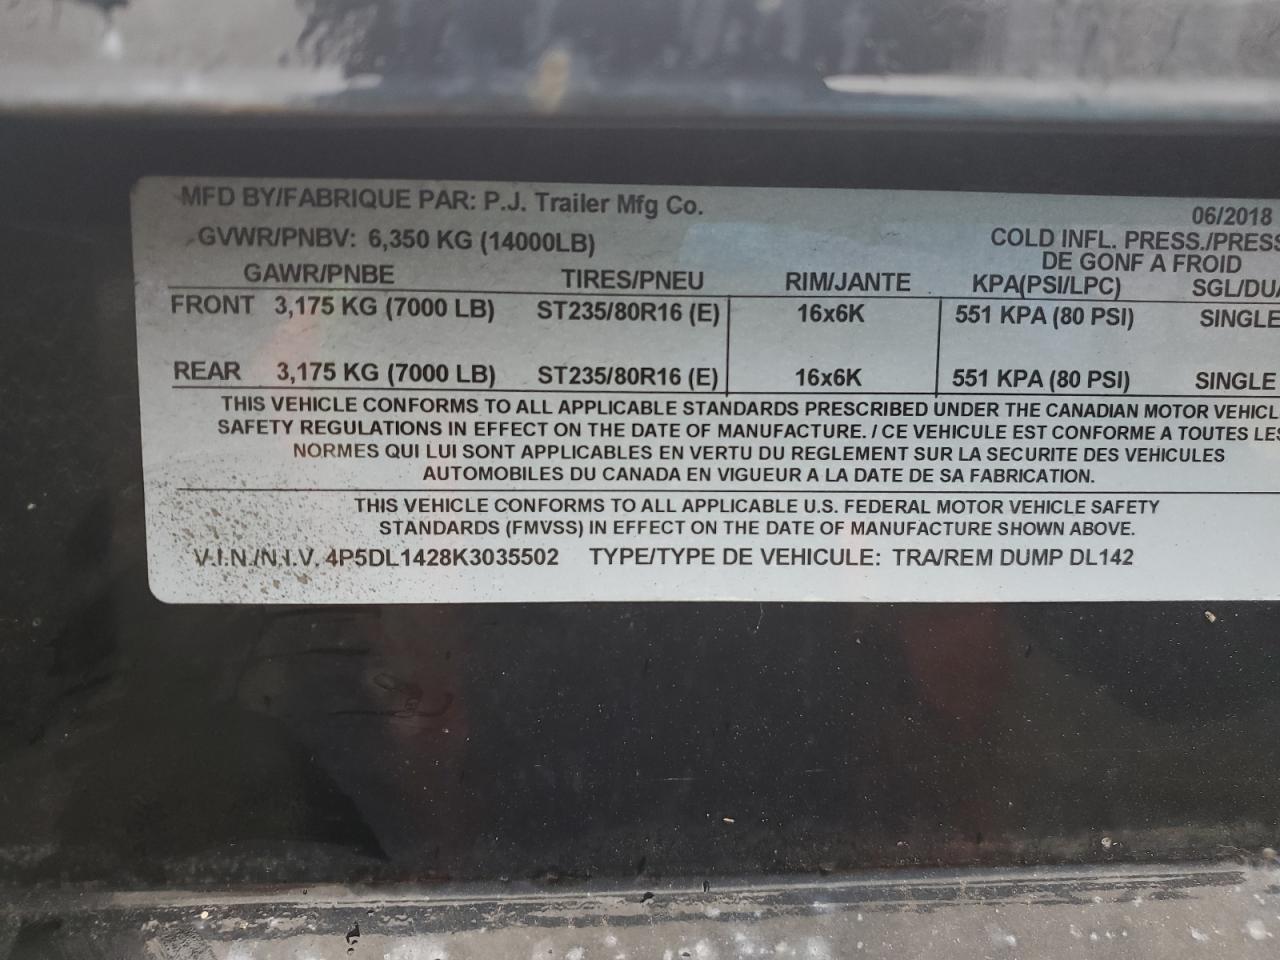 MFD BY/FABRIQUE PAR: P.J. Trailer Mfg Co.
06/2018
GVWR/PNBV: 6,350 KG (14000LB)
COLD INFL. PRESS./PRESS
DE GONF A FROID
GAWR/PNBE TIRES/PNEU RIM/JANTE KPA(PSI/LPC) SGL/DU
FRONT 3,175 KG (7000 LB) ST235/80R16 (E) 16x6K 551 KPA (80 PSI) SINGLE
REAR 3,175 KG (7000 LB) ST235/80R16 (E) 16x6K 551 KPA (80 PSI) SINGLE
THIS VEHICLE CONFORMS TO ALL APPLICABLE STANDARDS PRESCRIBED UNDER THE CANADIAN MOTOR VEHICL
SAFETY REGULATIONS IN EFFECT ON THE DATE OF MANUFACTURE. / CE VEHICULE EST CONFORME A TOUTES LES
NORMES QUI LUI SONT APPLICABLES EN VERTU DU REGLEMENT SUR LA SECURITE DES VEHICULES
AUTOMOBILES DU CANADA EN VIGUEUR A LA DATE DE SA FABRICATION.
THIS VEHICLE CONFORMS TO ALL APPLICABLE U.S. FEDERAL MOTOR VEHICLE SAFETY
STANDARDS (FMVSS) IN EFFECT ON THE DATE OF MANUFACTURE SHOWN ABOVE.
V.I.N./N.I.V. 4P5DL1428K3035502 TYPE/TYPE DE VEHICULE: TRA/REM DUMP DL142